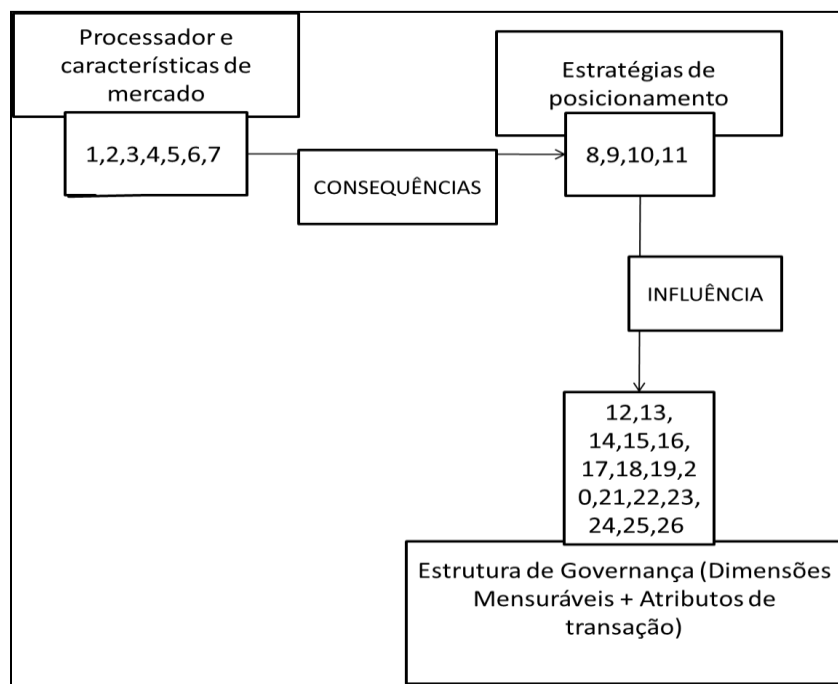 Processador e
características de
mercado
1,2,3,4,5,6,7
CONSEQUÊNCIAS
Estratégias de
posicionamento
8,9,10,11
INFLUÊNCIA
12,13,
14,15,16,
17,18,19,2
0,21,22,23,
24,25,26
Estrutura de Governança (Dimensões
Mensuráveis + Atributos de
transação)